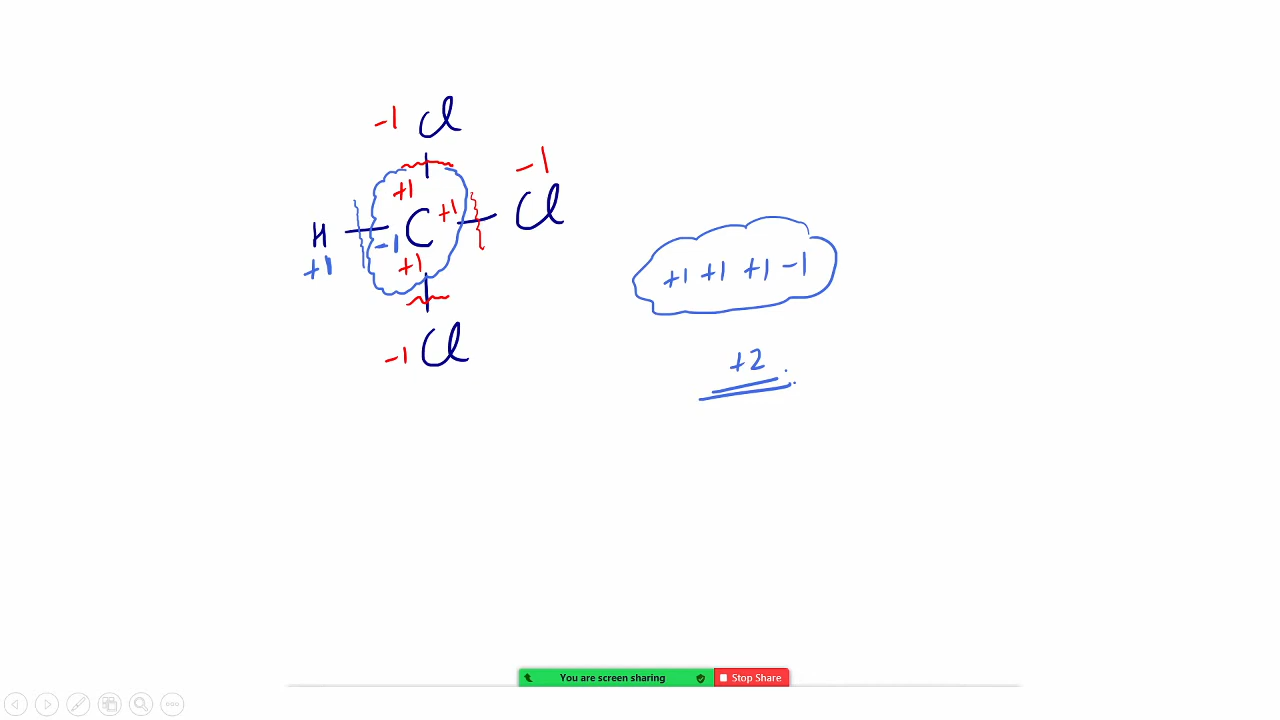 -1 Cl
-1
+1 Cl
+1
H C
-1
+1 +1
+1 +1 +1 -1
+2
-1 Cl
You are screen sharing Stop Share